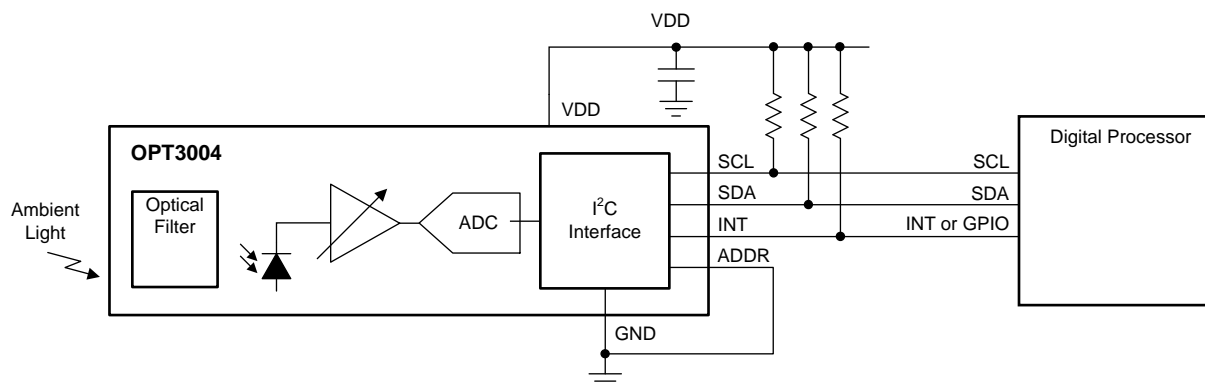 VDD
VDD
OPT3004
Digital Processor
Ambient
Light
Optical
Filter
ADC
I²C
Interface
SCL
SDA
INT
ADDR
GND
SCL
SDA
INT or GPIO